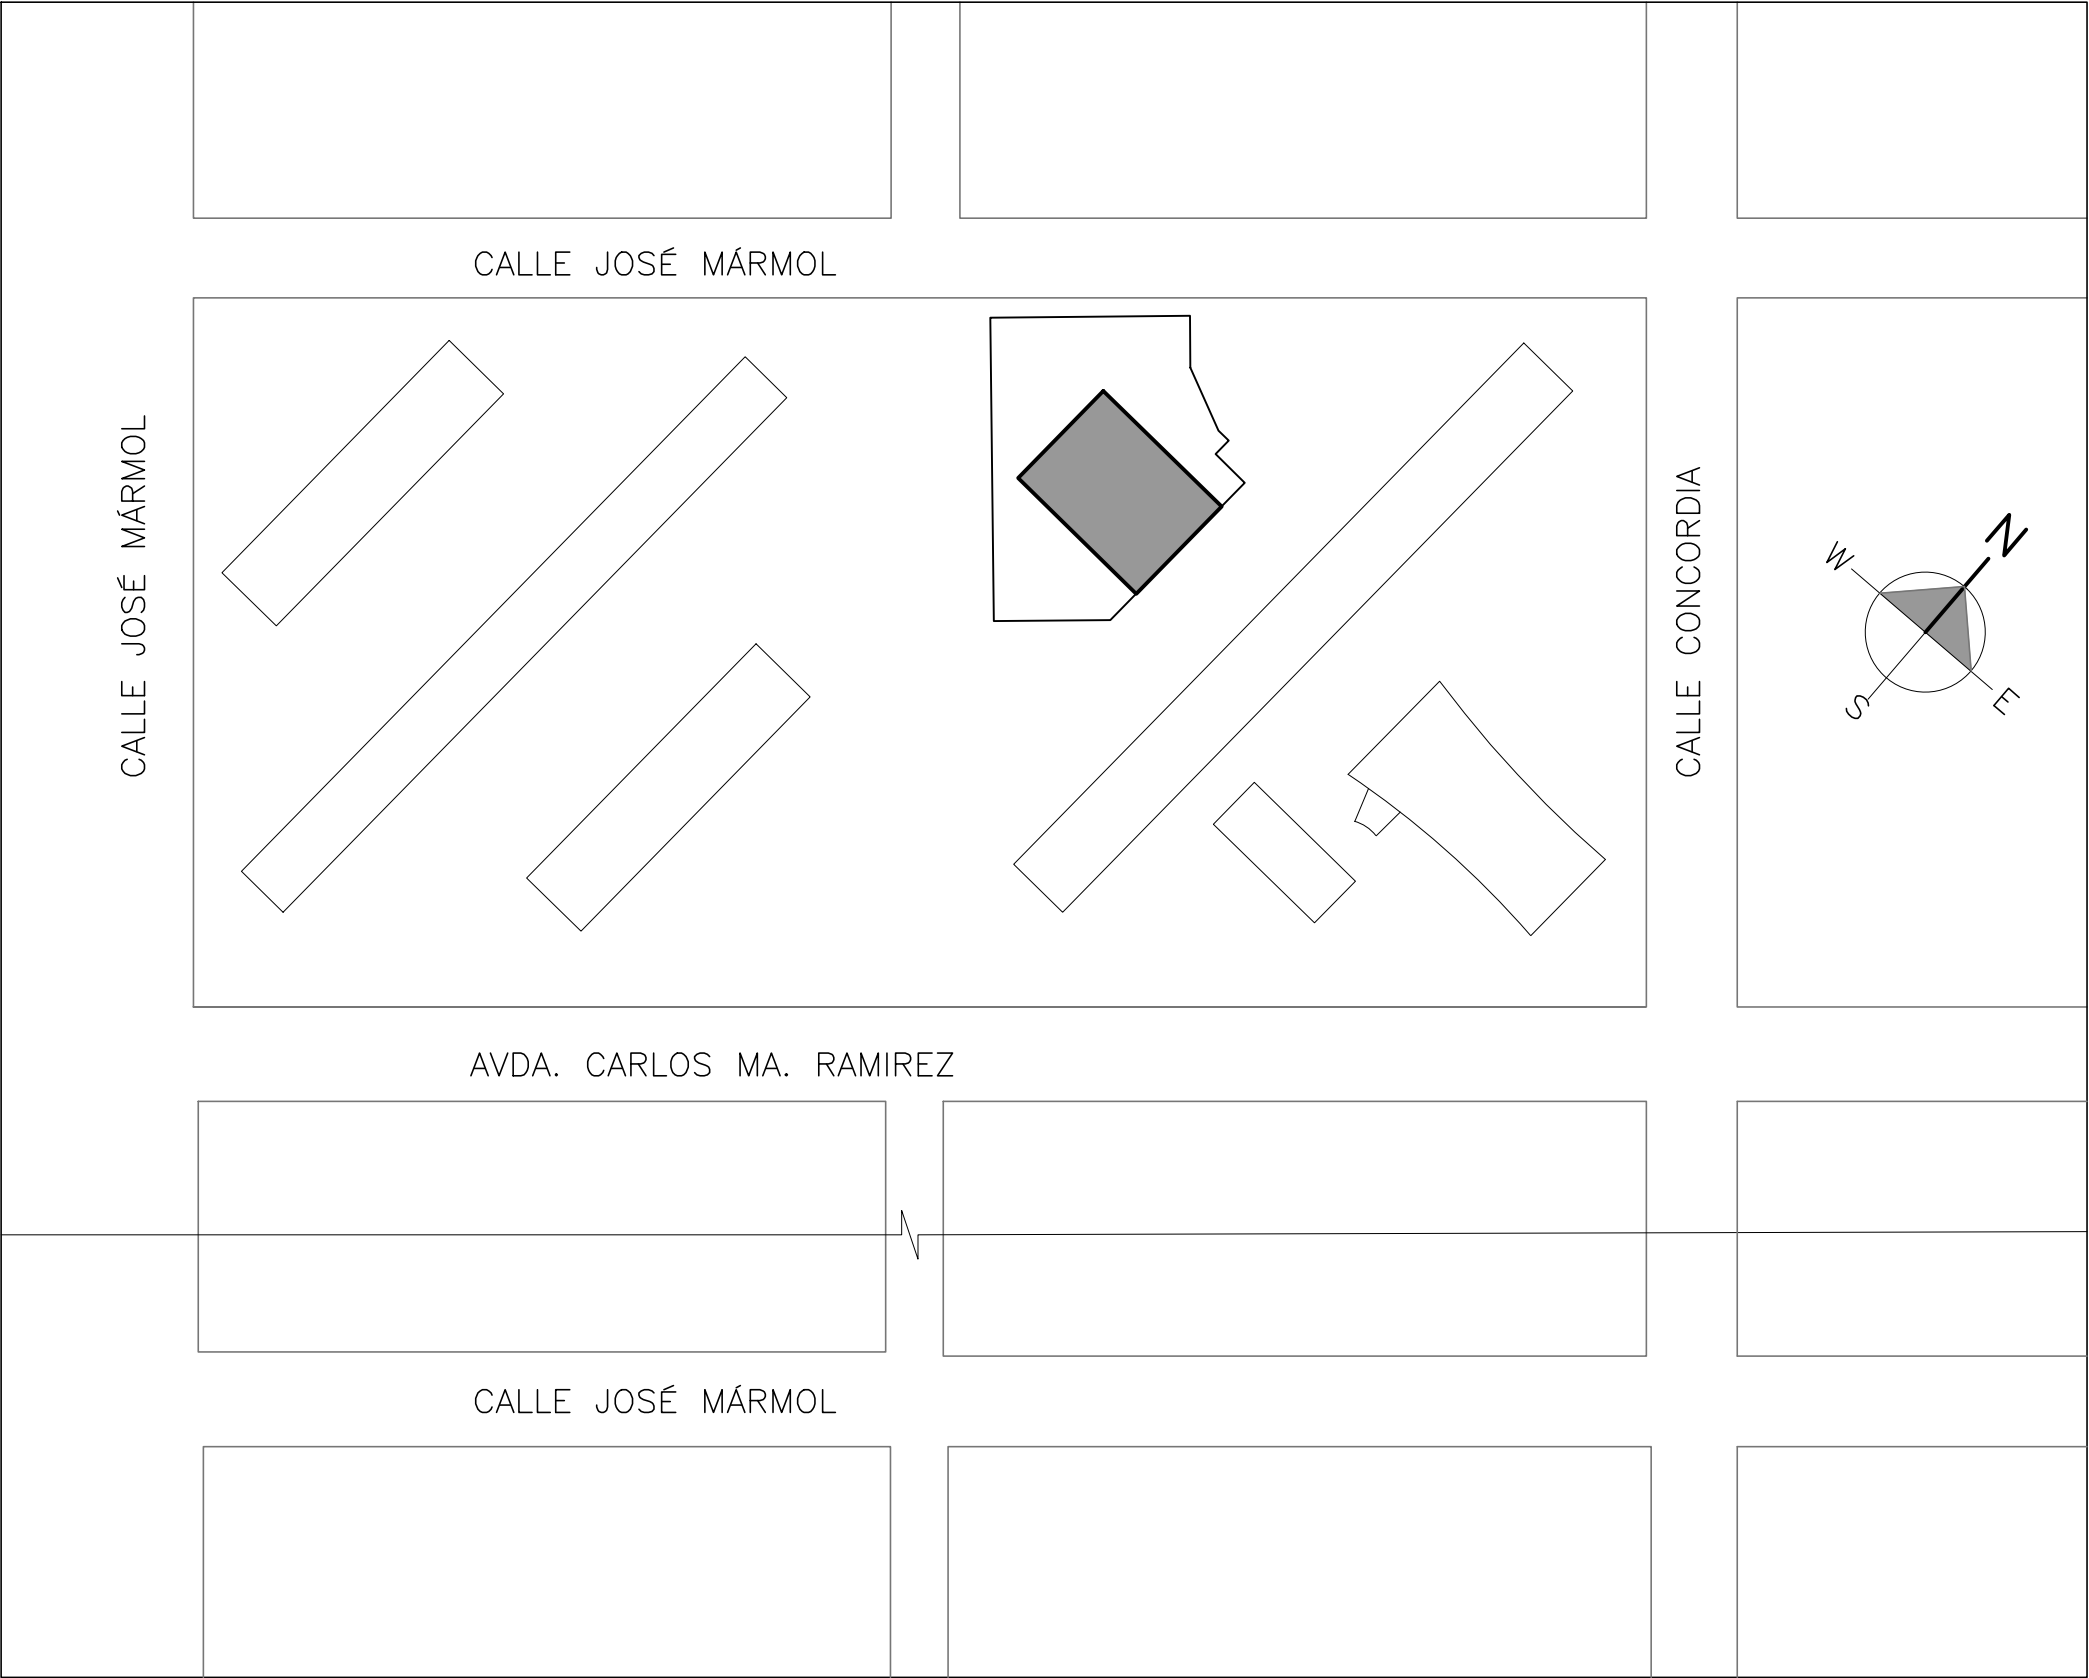 CALLE JOSÉ MÁRMOL
CALLE JOSÉ MÁRMOL
CALLE CONCORDIA
N
W
S
E
AVDA. CARLOS MA. RAMIREZ
CALLE JOSÉ MÁRMOL